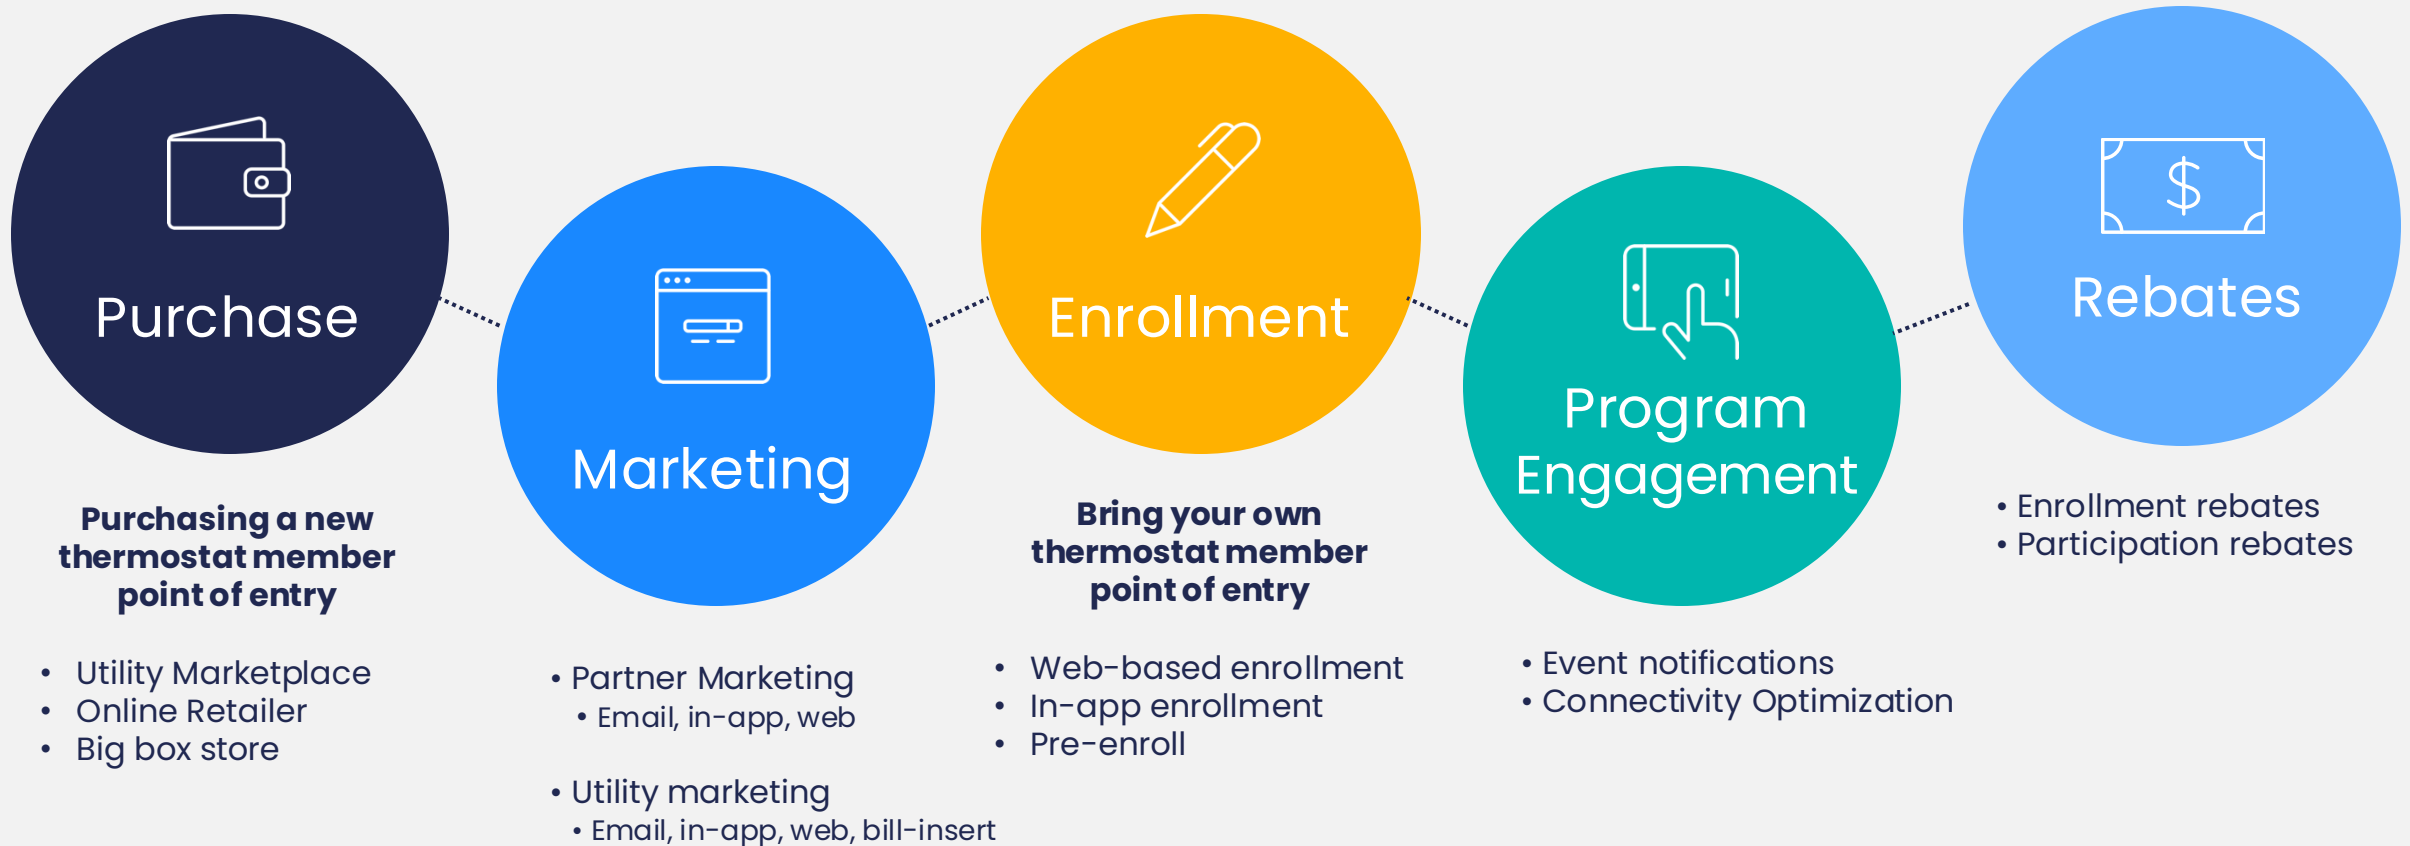 Purchase
Purchasing a new
thermostat member
point of entry
• Utility Marketplace
• Online Retailer
• Big box store
Marketing
• Partner Marketing
• Email, in-app, web
• Utility marketing
• Email, in-app, web, bill-insert
Enrollment
Bring your own
thermostat member
point of entry
• Web-based enrollment
• In-app enrollment
• Pre-enroll
Program
Engagement
• Event notifications
• Connectivity Optimization
$
Rebates
• Enrollment rebates
• Participation rebates